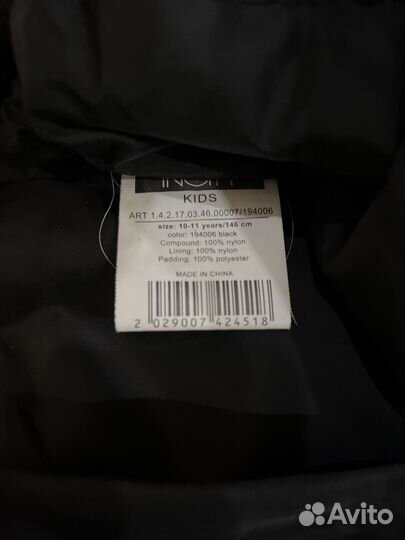 KIDS
ART 1.4.2.17.03.46.00007/194006
size: 10-11 years/146 cm
color: 194006 black
Compound: 100% nylon
Lining: 100% nylon
Padding: 100% polyester
MADE IN CHINA
2 029007 424518
Avito